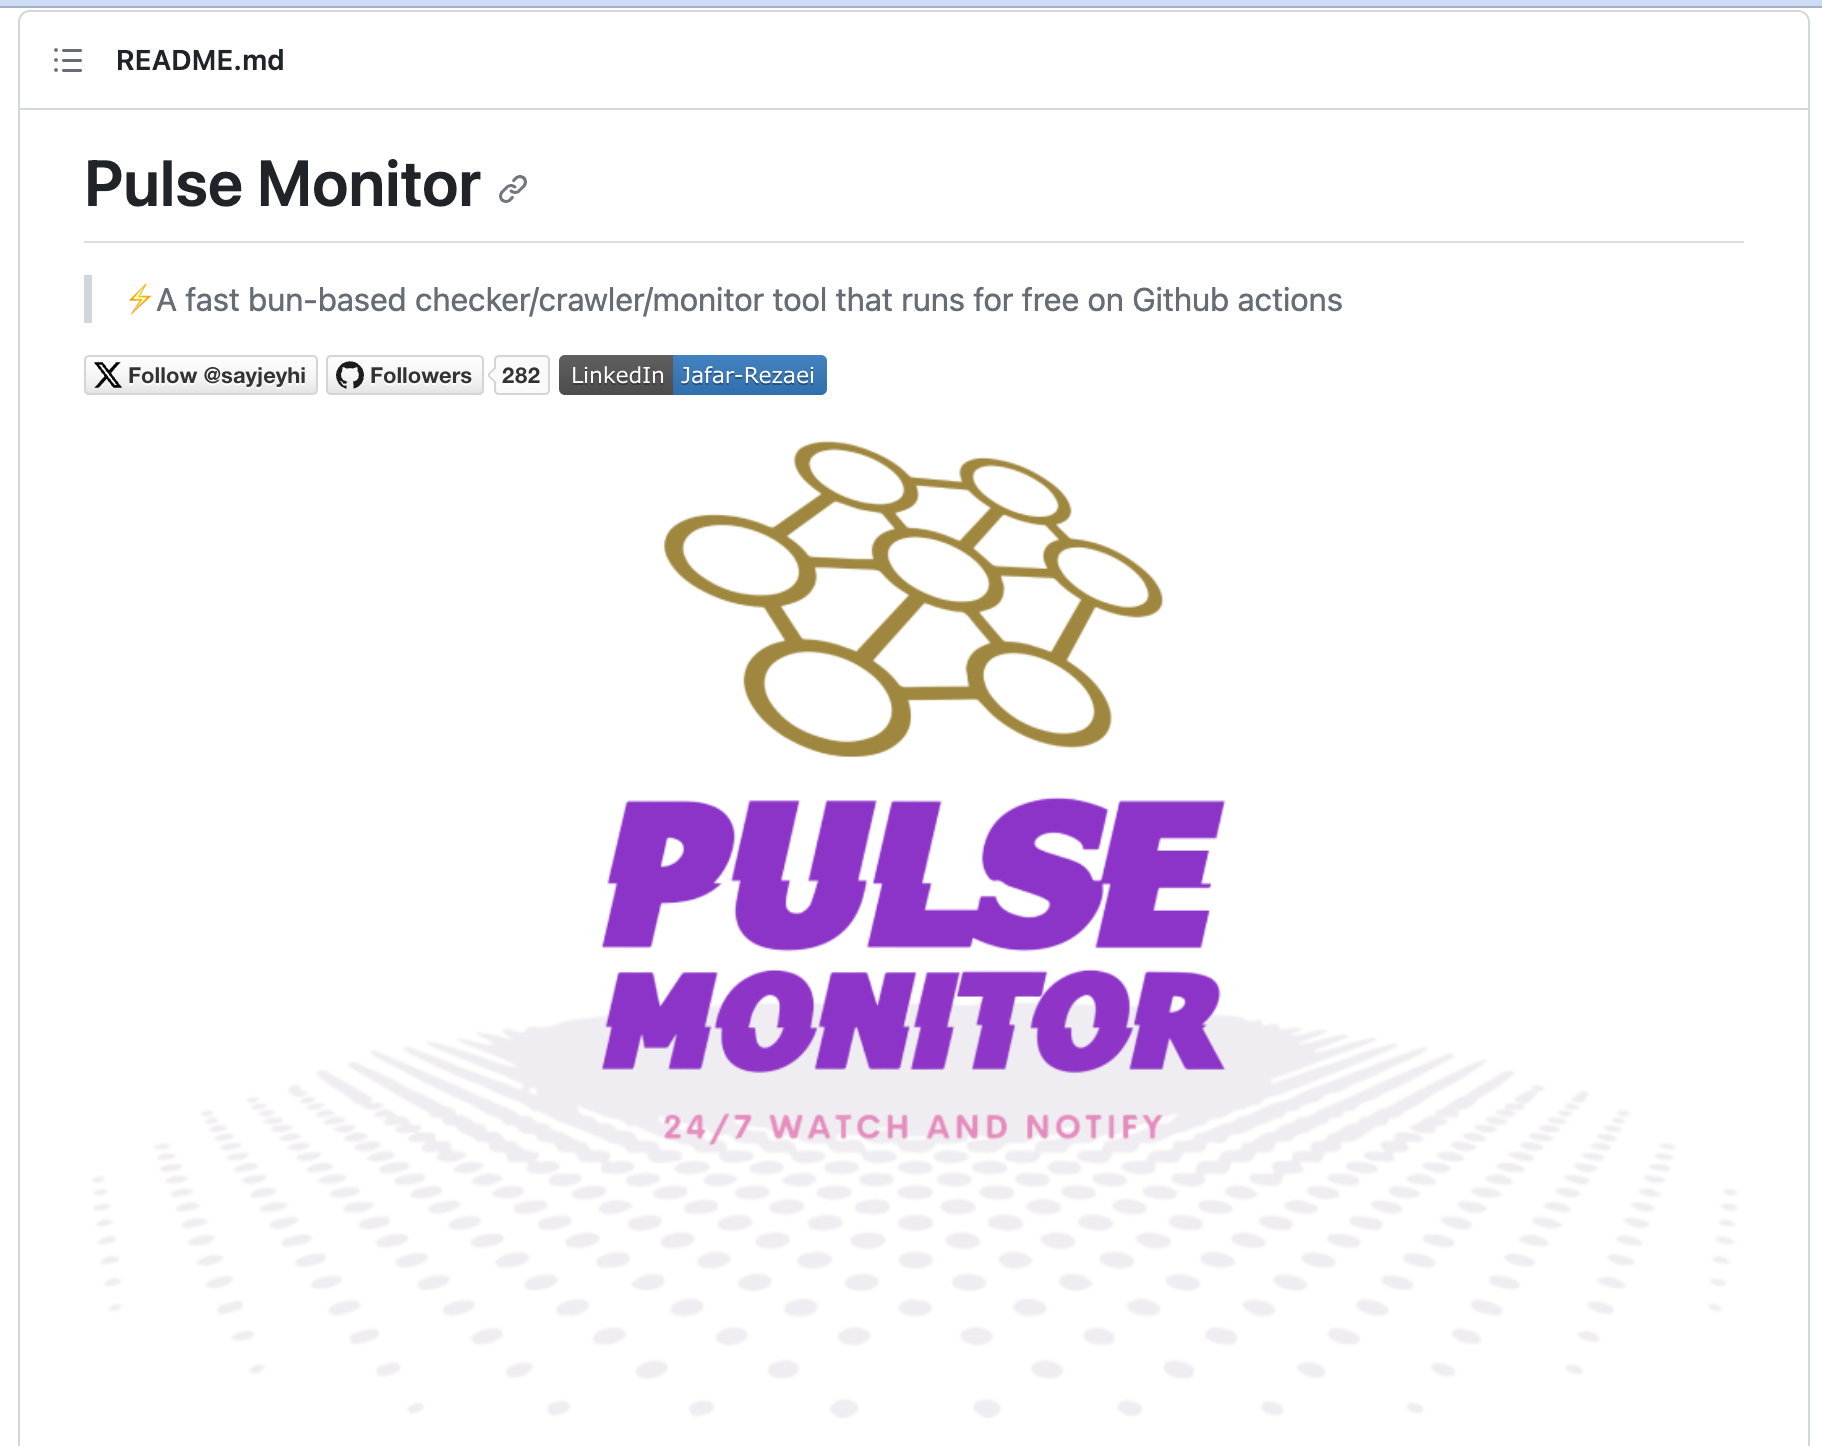 README.md
Pulse Monitor
⚡A fast bun-based checker/crawler/monitor tool that runs for free on Github actions
Follow @sayjeyhi Followers 282 LinkedIn Jafar-Rezaei
PULSE
MONITOR
24/7 WATCH AND NOTIFY